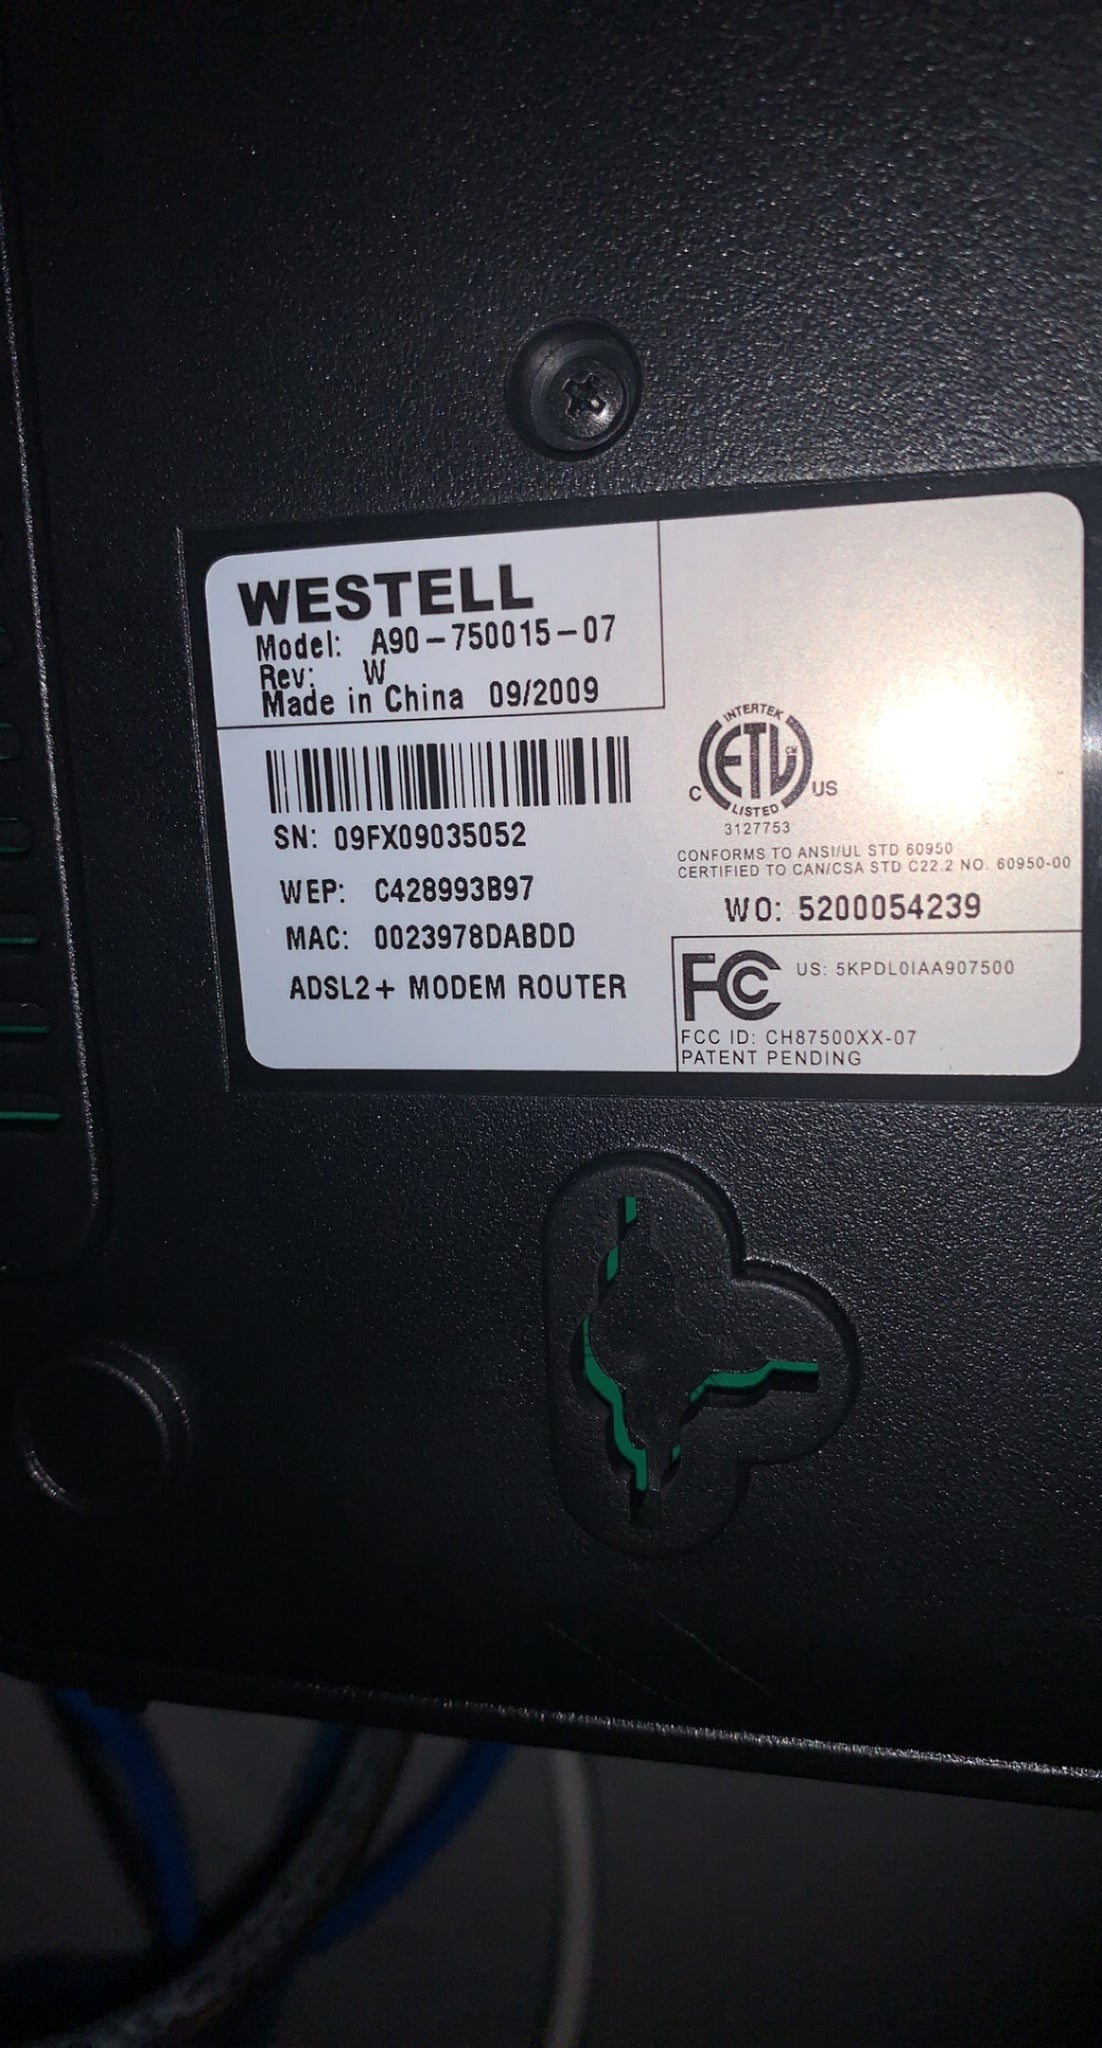 WESTELL
Model: A90-750015-07
Rev: W
Made in China 09/2009
SN: 09FX09035052
WEP: C428993B97
MAC: 0023978DABDD
ADSL2+ MODEM ROUTER
INTERTEK
ETL CM
C US
LISTED
3127753
CONFORMS TO ANSI/UL STD 60950
CERTIFIED TO CAN/CSA STD C22.2 NO. 60950-00
WO: 5200054239
FC US: 5KPDL01AA907500
FCC ID: CH87500XX-07
PATENT PENDING